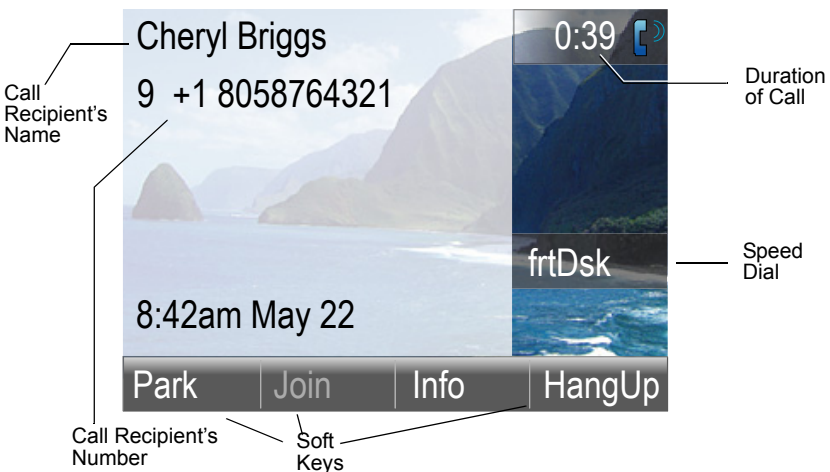 Cheryl Briggs
0:39
9 +1 8058764321
Call
Recipient's
Name
Duration
of Call
frtDsk
Speed
Dial
8:42am May 22
Park
Join
Info
HangUp
Call Recipient's
Number
Soft
Keys